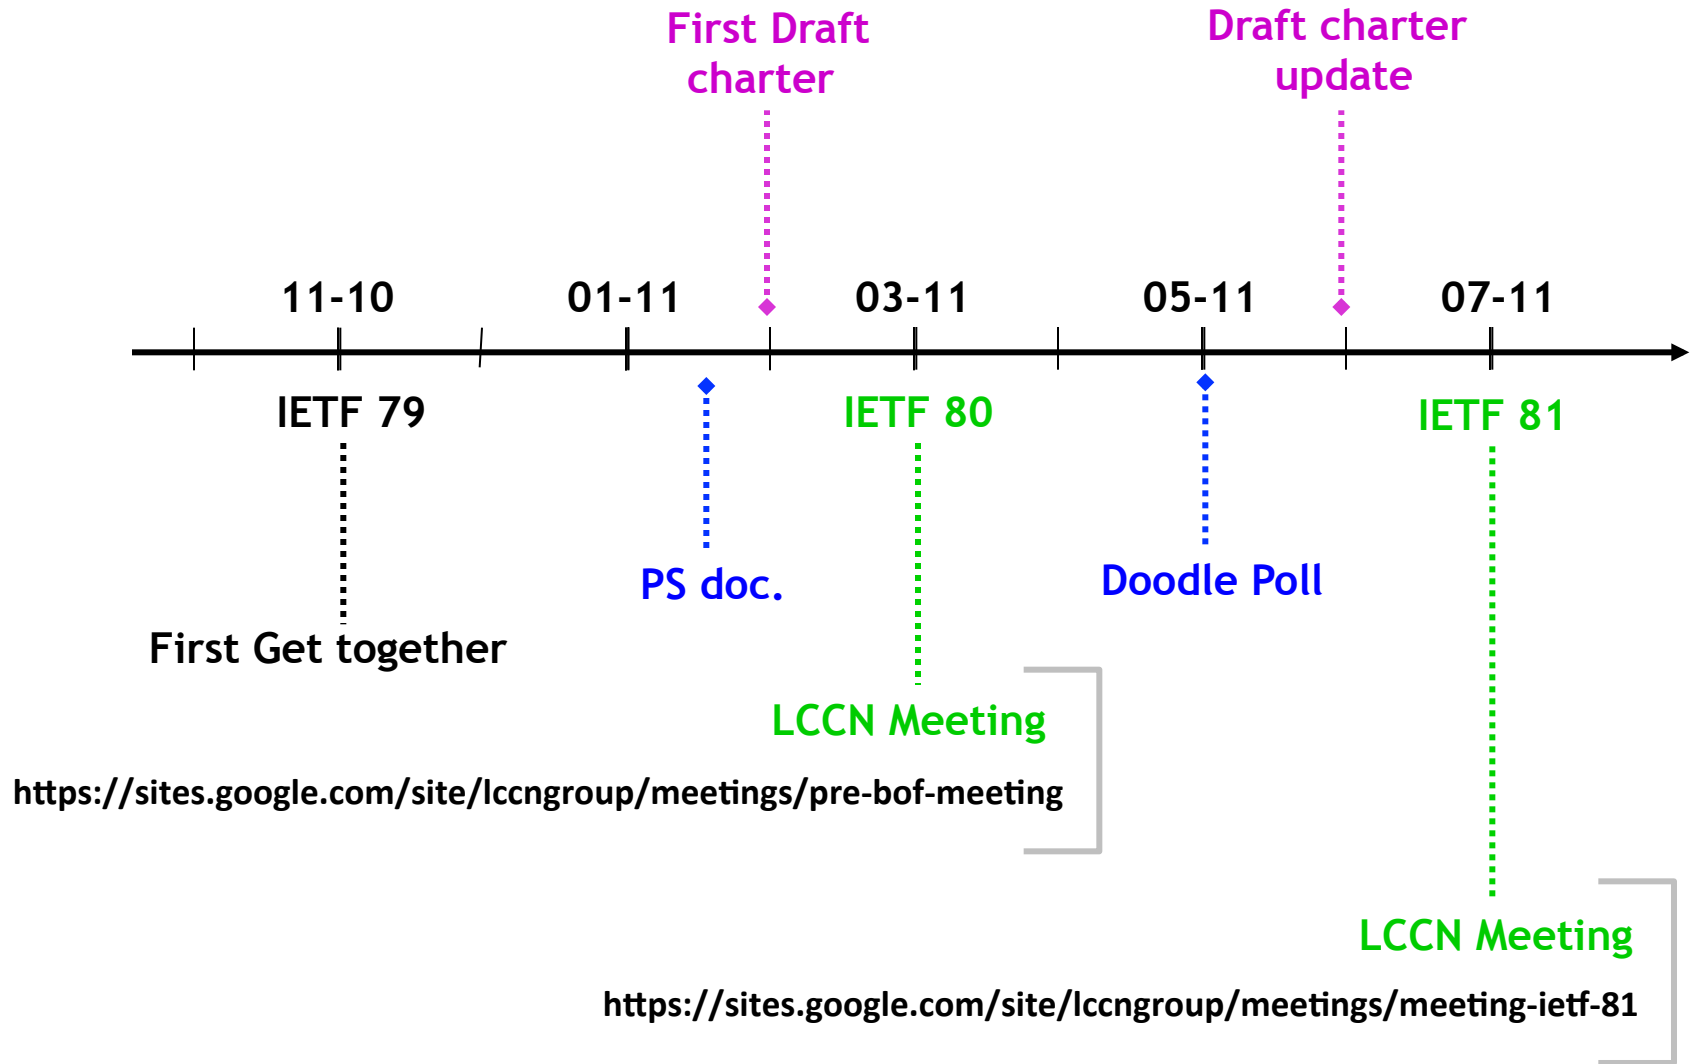 First Draft
charter
Draft charter
update
11-10
01-11
03-11
05-11
07-11
IETF 79
IETF 80
IETF 81
PS doc.
Doodle Poll
First Get together
LCCN Meeting
https://sites.google.com/site/lccngroup/meetings/pre-bof-meeting
LCCN Meeting
https://sites.google.com/site/lccngroup/meetings/meeting-ietf-81